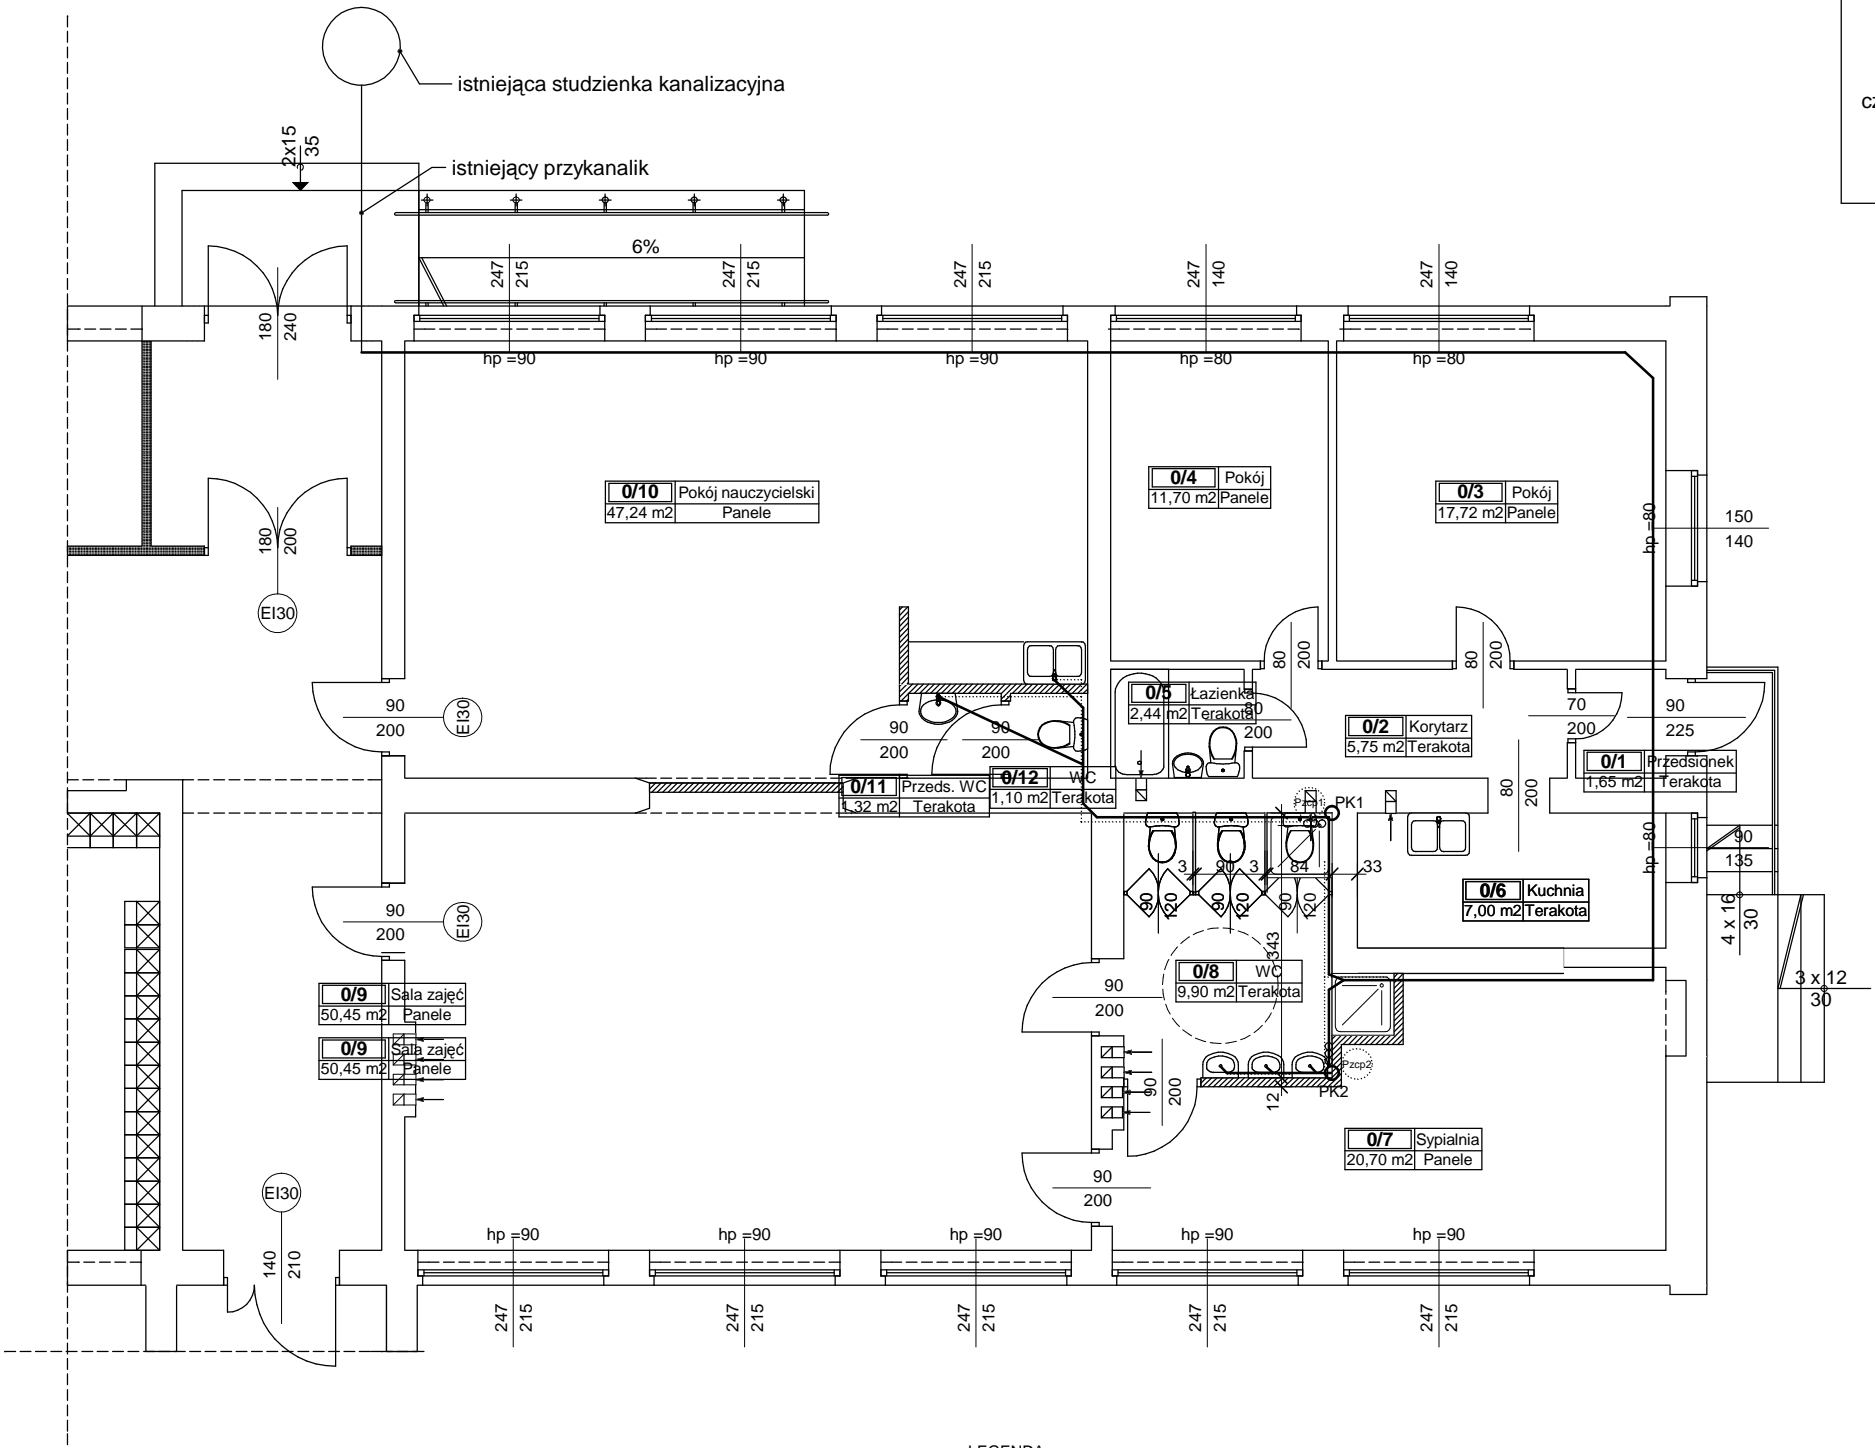 istniejąca studzienka kanalizacyjna
cz
2x15
35
istniejący przykanalik
6%
247
215
247
215
247
215
247
140
247
140
180
240
hp =90
hp =90
hp =90
hp =80
hp =80
0/10 Pokój nauczycielski
47,24 m2 Panele
0/4 Pokój
11,70 m2 Panele
0/3 Pokój
17,72 m2 Panele
hp =80
150
140
180
200
EI30
80
200
80
200
90
200
EI30
90
200
90
200
0/5 Łazienka
2,44 m2 Terakota
80
200
0/2 Korytarz
5,75 m2 Terakota
70
200
90
225
0/1 Przedsionek
1,65 m2 Terakota
0/11 Przeds. WC
1,32 m2 Terakota
0/12 WC
1,10 m2 Terakota
80
200
Pzcp1
PK1
hp =80
90
135
3 90 3 84 33
90
120
90
120
90
120
0/6 Kuchnia
7,00 m2 Terakota
90
200
EI30
4 x 16
30
343
0/8 WC
9,90 m2 Terakota
3 x 12
30
0/9 Sala zajęć
50,45 m2 Panele
90
200
0/9 Sala zajęć
50,45 m2 Panele
Pzcp2
PK2
90
200
12
0/7 Sypialnia
20,70 m2 Panele
EI30
90
200
140
210
hp =90
hp =90
hp =90
hp =90
hp =90
247
215
247
215
247
215
247
215
247
215
LEGENDA